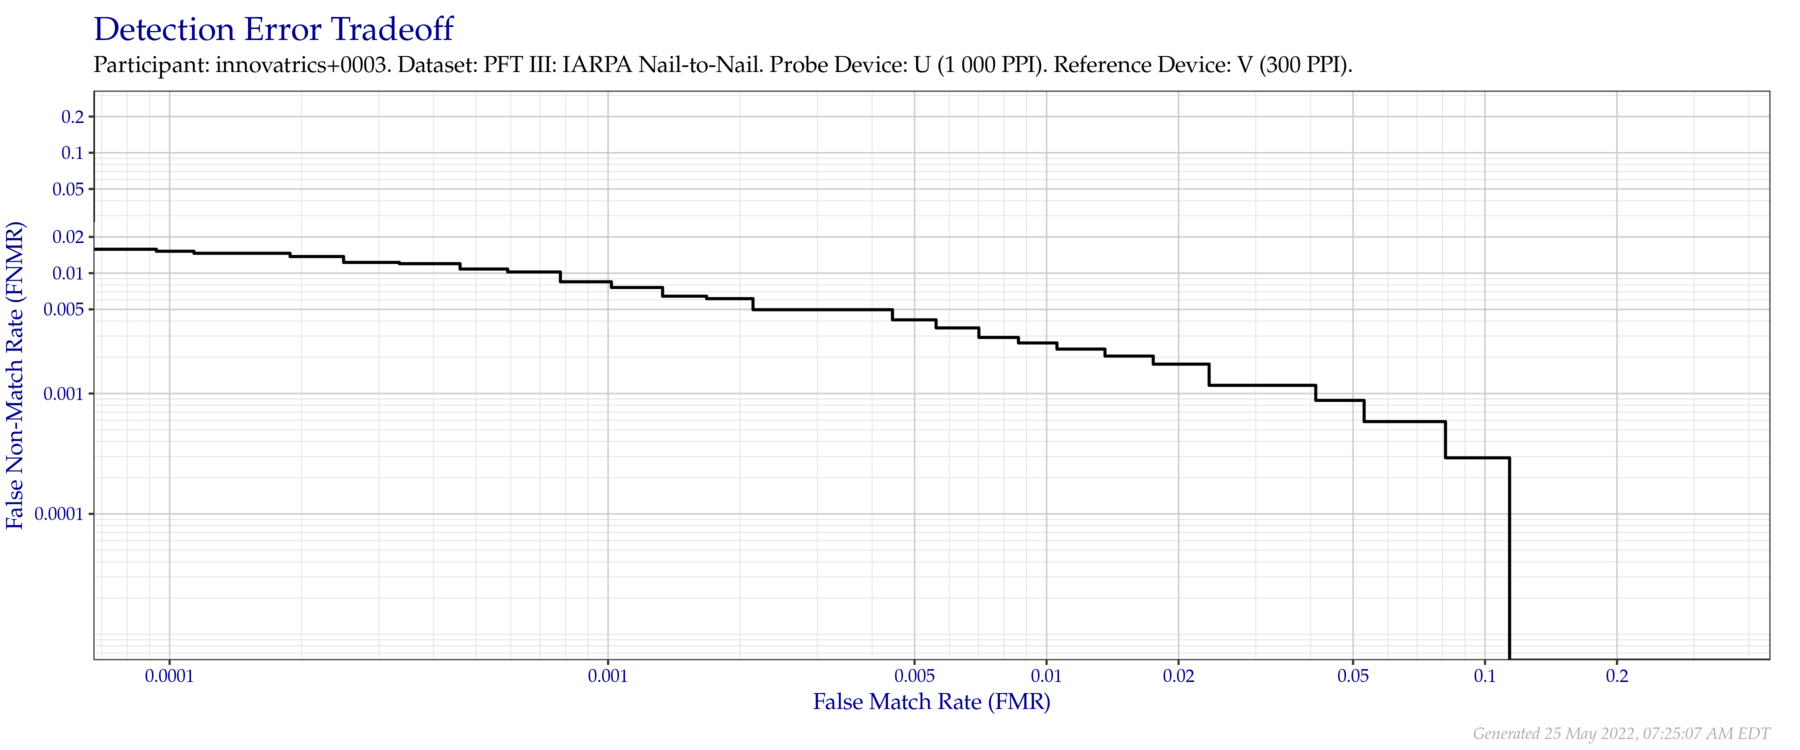 Detection Error Tradeoff
Participant: innovatrics+0003. Dataset: PFT III: IARPA Nail-to-Nail. Probe Device: U (1 000 PPI). Reference Device: V (300 PPI).
False Non-Match Rate (FNMR)
0.2
0.1
0.05
0.02
0.01
0.005
0.001
0.0001
0.0001 0.001 0.005 0.01 0.02 0.05 0.1 0.2
False Match Rate (FMR)
Generated 25 May 2022, 07:25:07 AM EDT